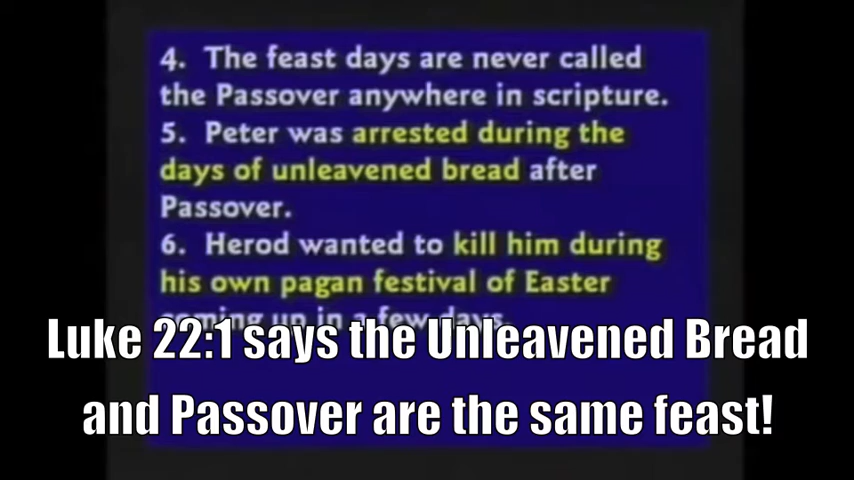 4. The feast days are never called
the Passover anywhere in scripture.
5. Peter was arrested during the
days of unleavened bread after
Passover.
6. Herod wanted to kill him during
his own pagan festival of Easter
coming up in a few days.
Luke 22:1 says the Unleavened Bread
and Passover are the same feast!